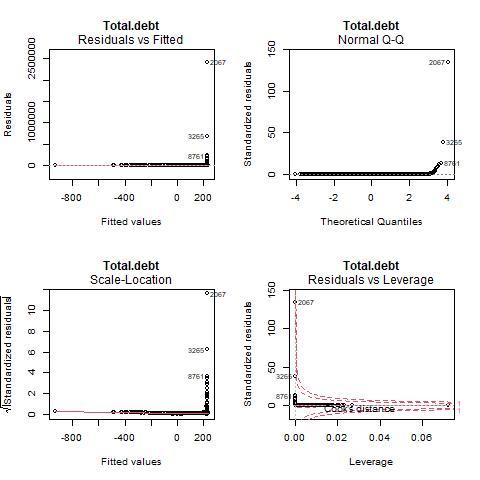 Total.debt
Residuals vs Fitted
Residuals
0
1000000
2500000
2067
3265
8761
-800
-400
0
200
Fitted values
Total.debt
Normal Q-Q
Standardized residuals
0
50
100
150
2067
3265
8761
-4
-2
0
2
4
Theoretical Quantiles
Total.debt
Scale-Location
√|Standardized residuals|
0
2
4
6
8
10
2067
3265
8761
-800
-400
0
200
Fitted values
Total.debt
Residuals vs Leverage
Standardized residuals
0
50
100
150
2067
3265
8761
Cook's distance
0.00
0.02
0.04
0.06
Leverage